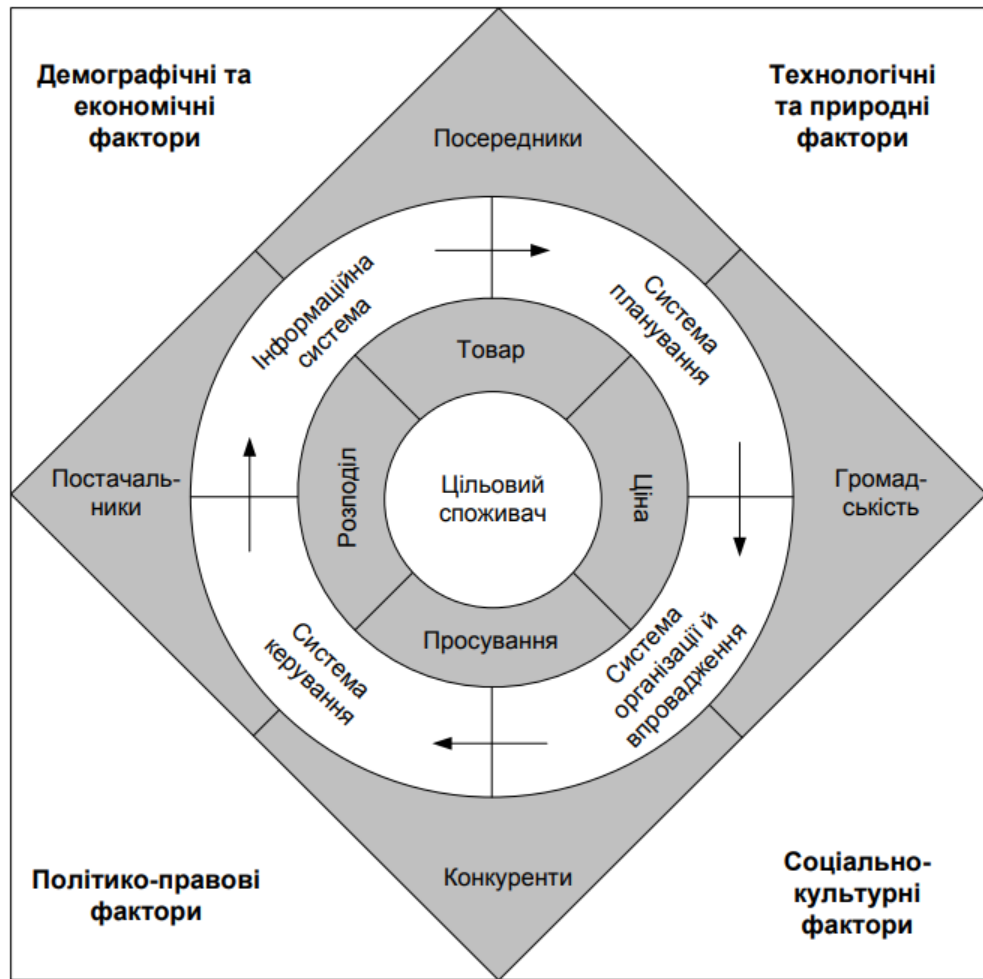 Демографічні та
економічні
фактори
Технологічні
та природні
фактори
Посередники
Інформаційна
система
Система
планування
Товар
Постачаль-
ники
Розподіл
Цільовий
споживач
Ціна
Громад-
ськість
Просування
Система
керування
Система
організації й
впровадження
Конкуренти
Політико-правові
фактори
Соціально-
культурні
фактори